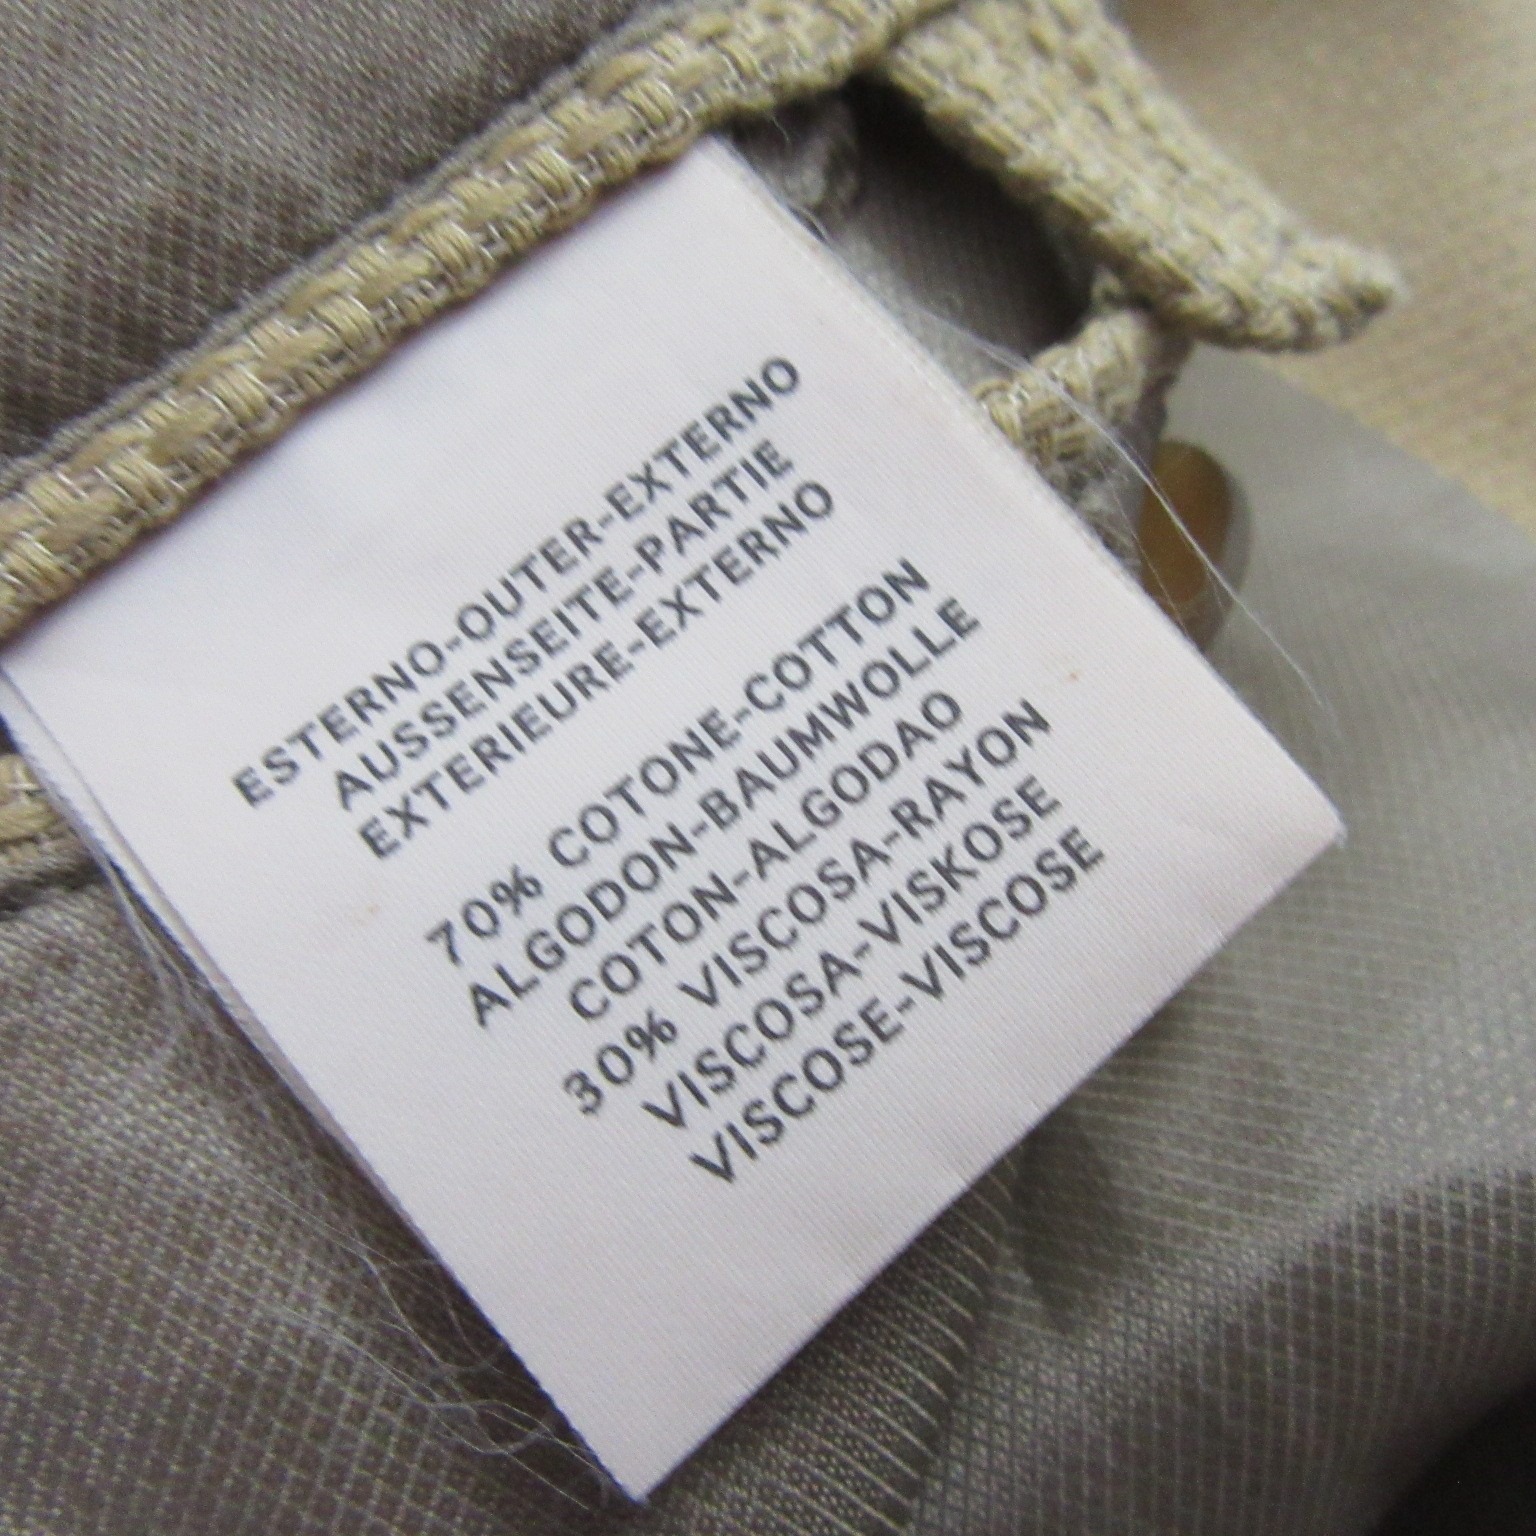 ESTERNO-OUTER-EXTERNO
AUSSENSEITE-PARTIE
EXTERIEURE-EXTERNO
70% COTONE-COTTON
ALGODON-BAUMWOLLE
COTON-ALGODAO
30% VISCOSA-RAYON
VISCOSA-VISKOSE
VISCOSE-VISCOSE